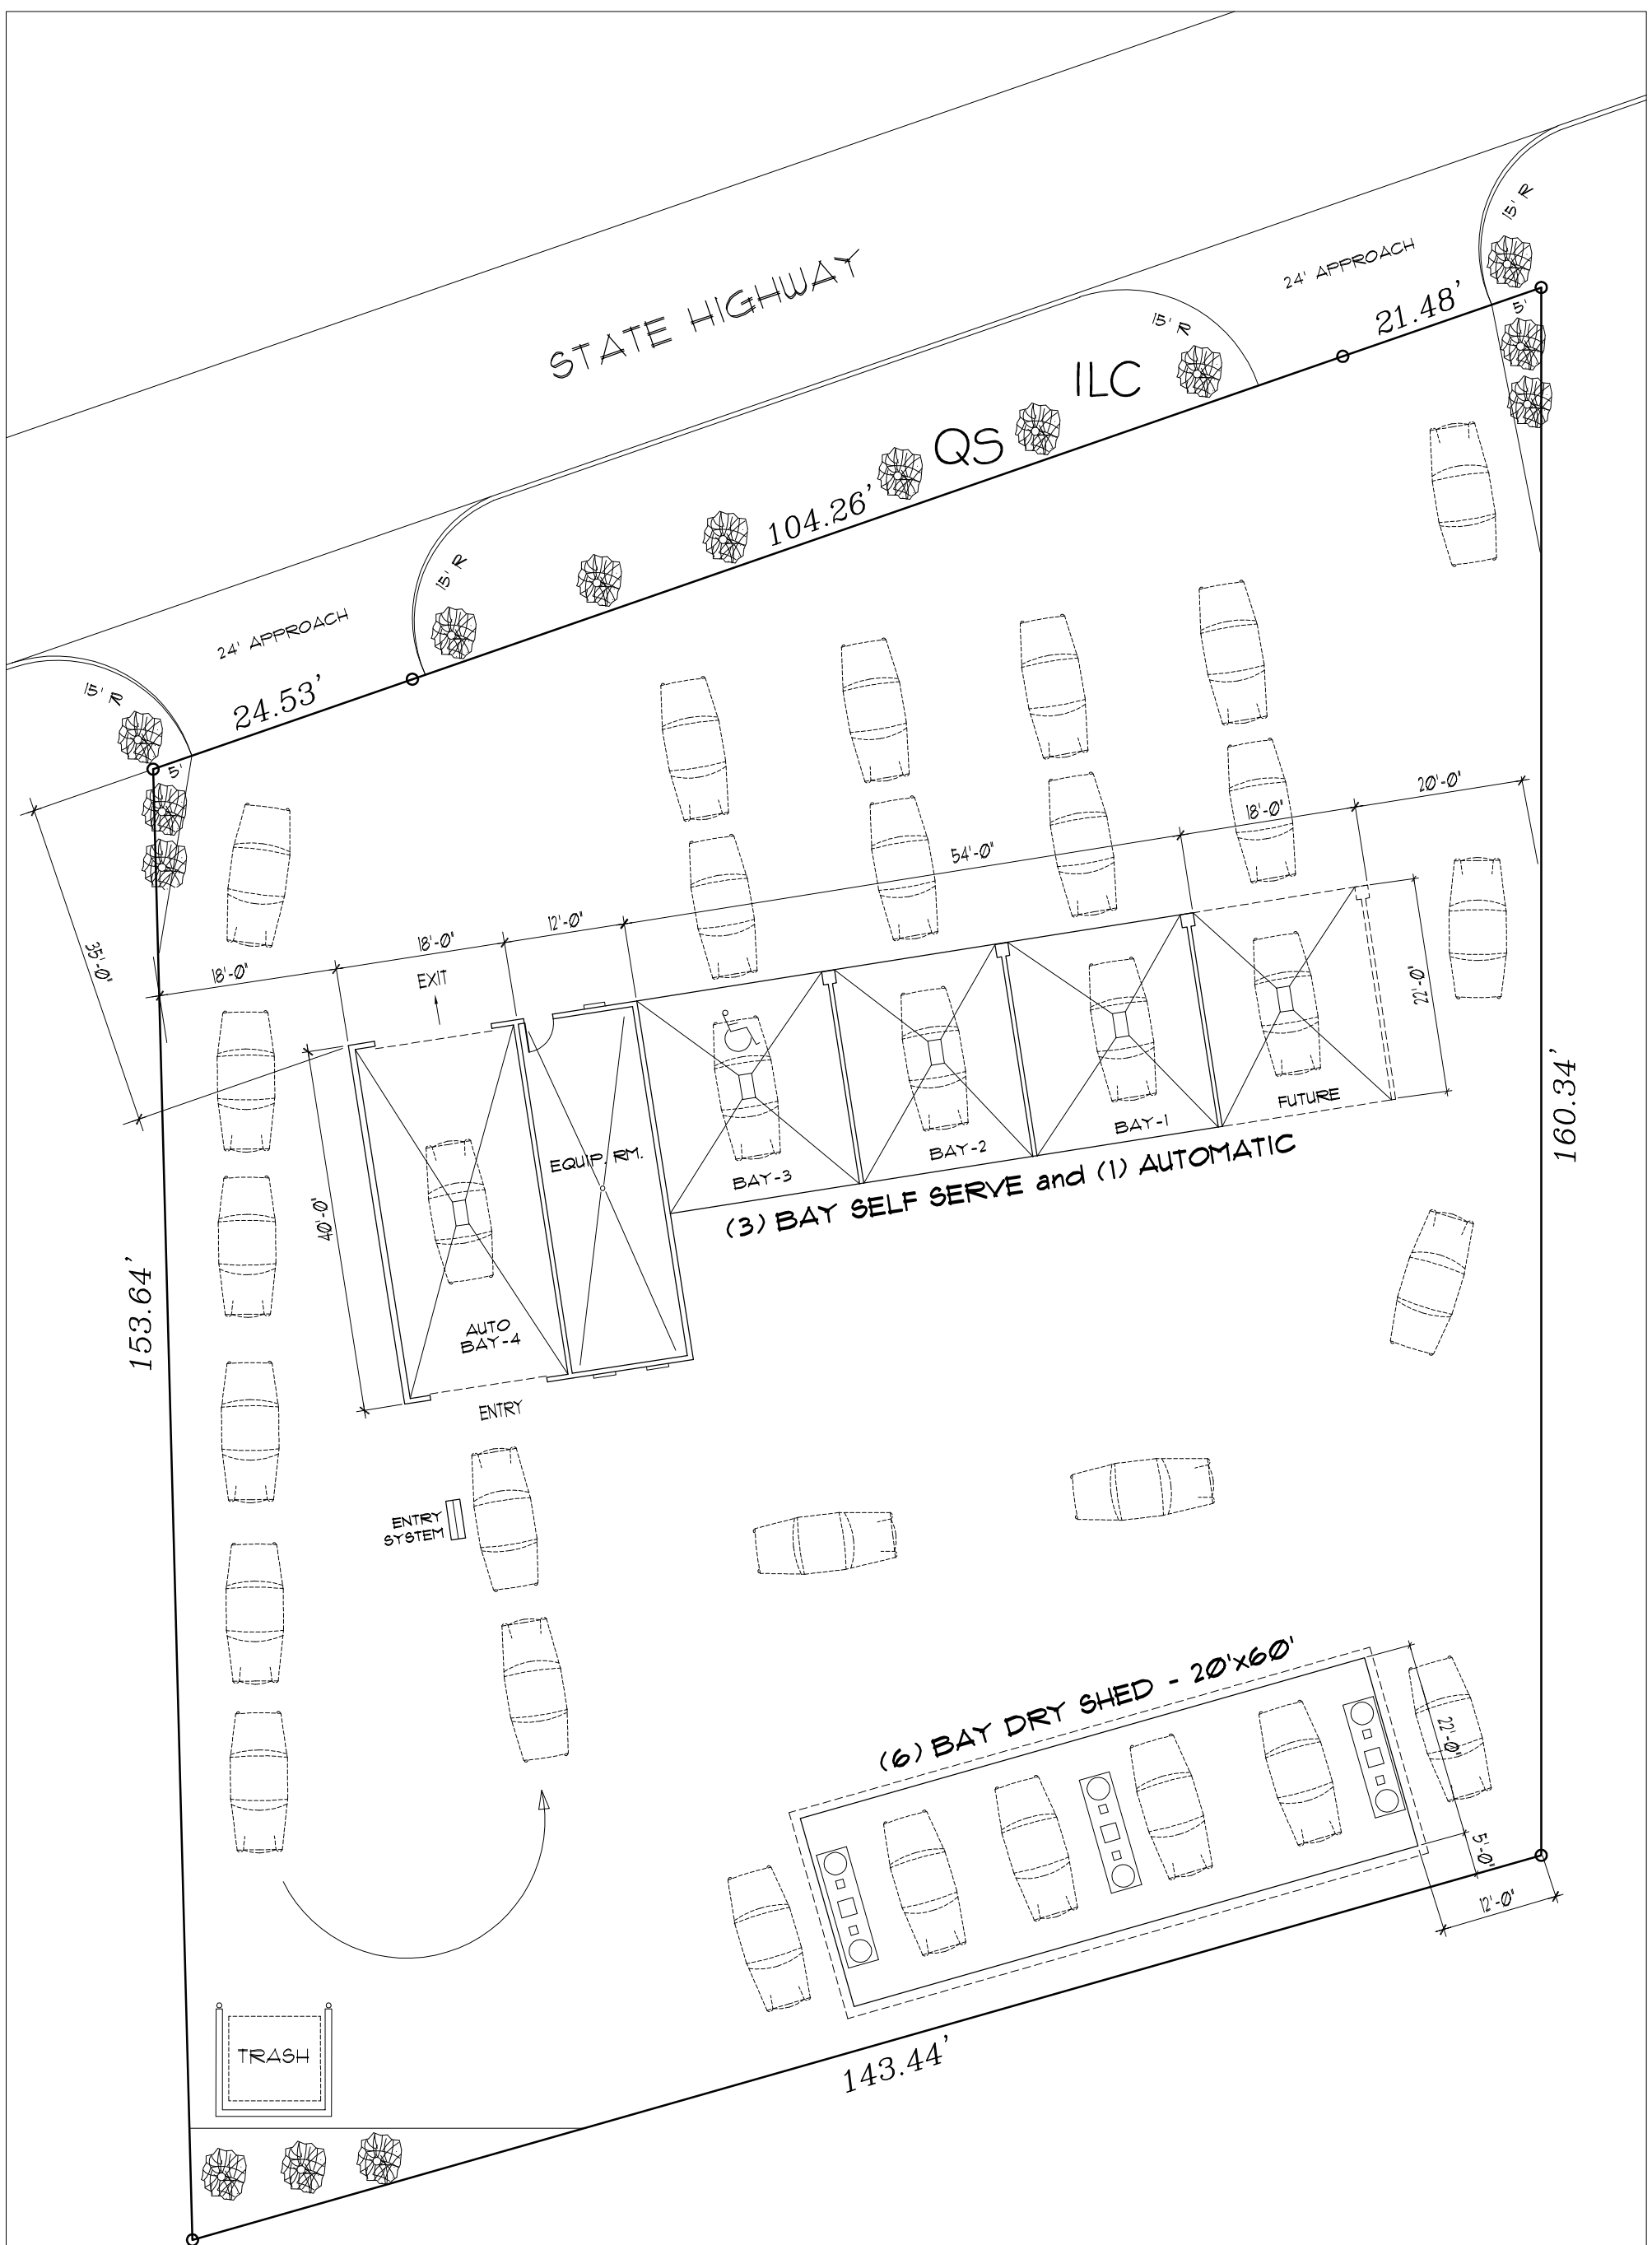 15' R
24' APPROACH
STATE HIGHWAY
21.48'
5'
15' R
ILC
QS
104.26'
15' R
24' APPROACH
15' R
24.53'
5'
20'-0"
18'-0"
54'-0"
12'-0"
18'-0"
18'-0"
35'-0"
EXIT
22'-0"
FUTURE
BAY-1
BAY-2
BAY-3
EQUIP. RM.
(3) BAY SELF SERVE and (1) AUTOMATIC
160.34'
40'-0"
153.64'
AUTO
BAY-4
ENTRY
ENTRY
SYSTEM
(6) BAY DRY SHED - 20'x60'
22'-0"
5'-0"
12'-0"
TRASH
143.44'